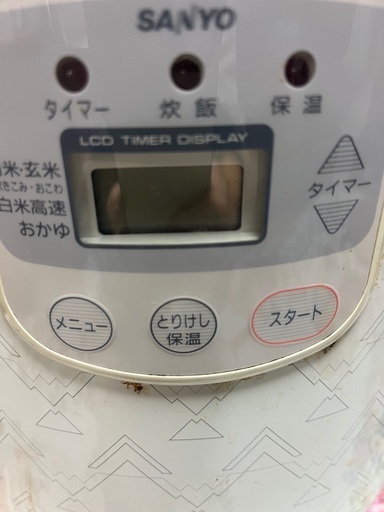 SANYO
タイマー 炊飯 保温
LCD TIMER DISPLAY
白米・玄米
炊きこみ・おこわ
白米高速
おかゆ
タイマー
メニュー
とりけし
保温
スタート